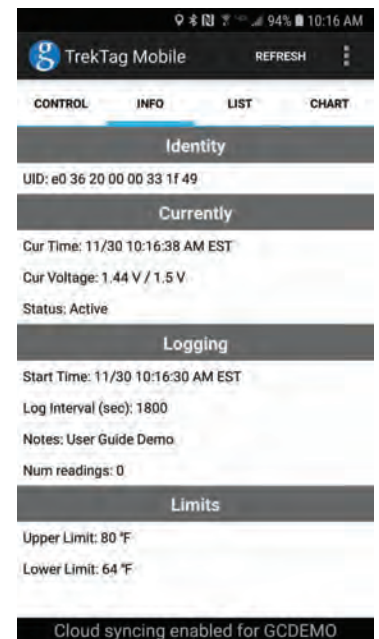 94% 10:16 AM
g TrekTag Mobile REFRESH
CONTROL INFO LIST CHART
Identity
UID: e0 36 20 00 00 33 1f 49
Currently
Cur Time: 11/30 10:16:38 AM EST
Cur Voltage: 1.44 V / 1.5 V
Status: Active
Logging
Start Time: 11/30 10:16:30 AM EST
Log Interval (sec): 1800
Notes: User Guide Demo
Num readings: 0
Limits
Upper Limit: 80 °F
Lower Limit: 64 °F
Cloud syncing enabled for GCDEMO